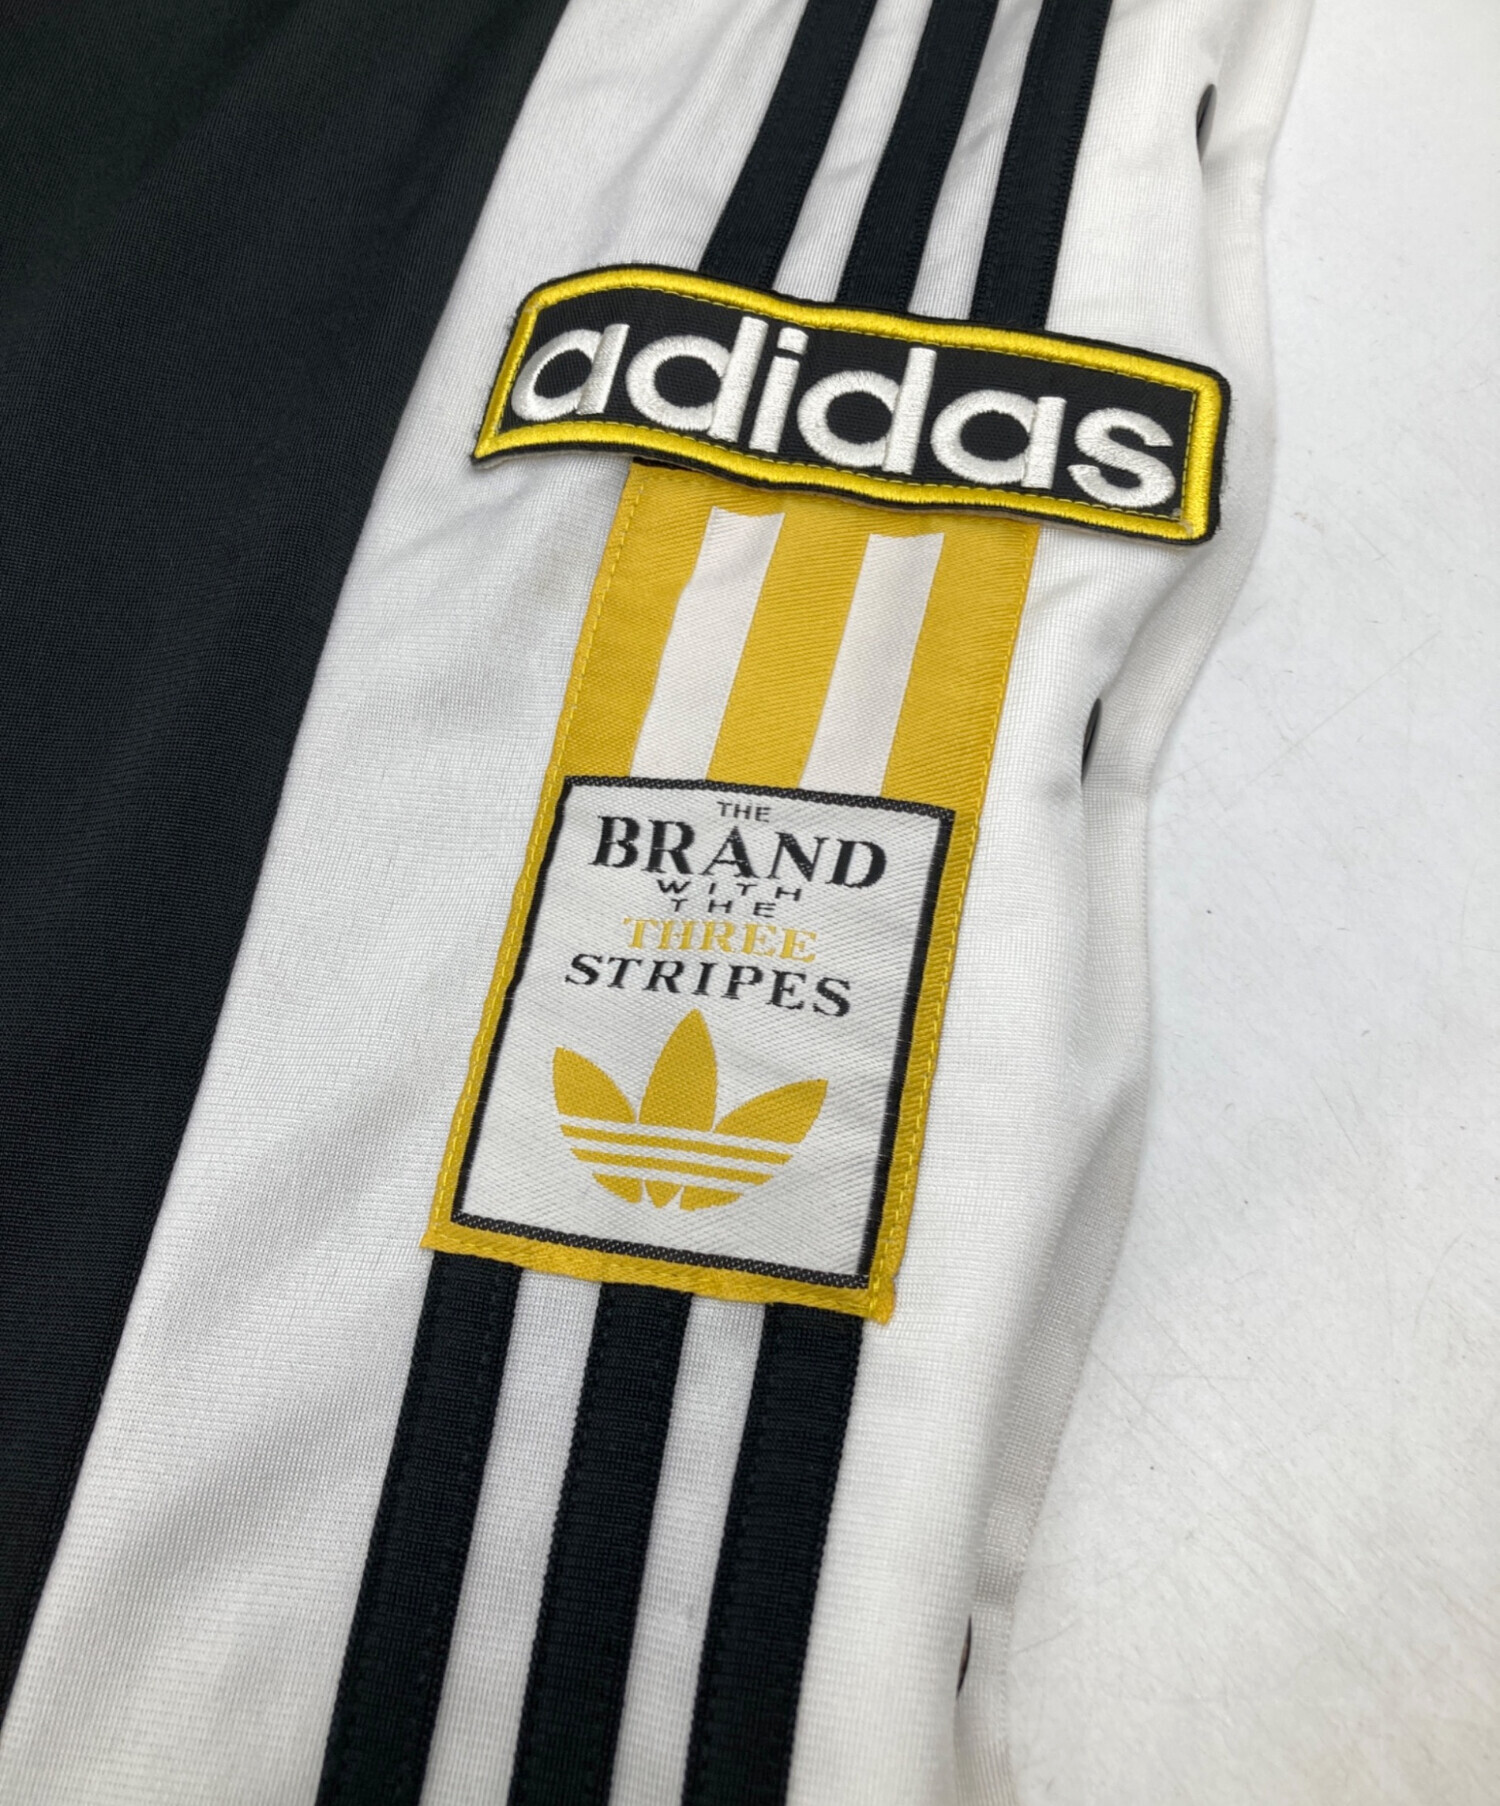 adidas
THE
BRAND
WITH
THE
THREE
STRIPES